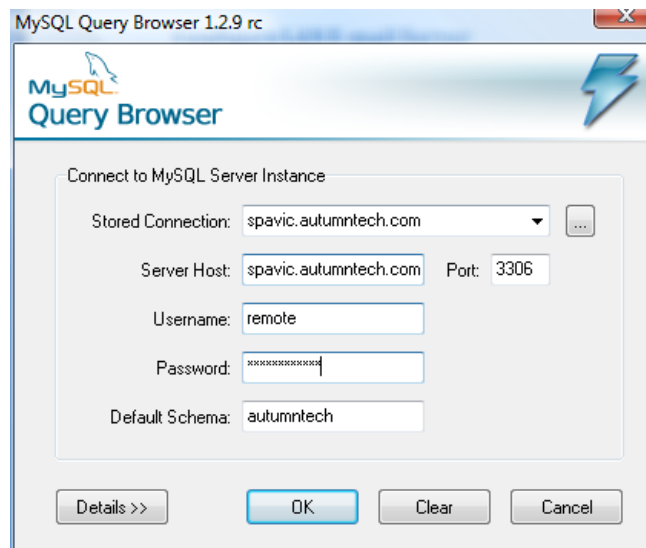 MySQL Query Browser 1.2.9 rc
MySQL
Query Browser
Connect to MySQL Server Instance
Stored Connection: spavic.autumntech.com ...
Server Host: spavic.autumntech.com Port: 3306
Username: remote
Password: ************
Default Schema: autumntech
Details >> OK Clear Cancel